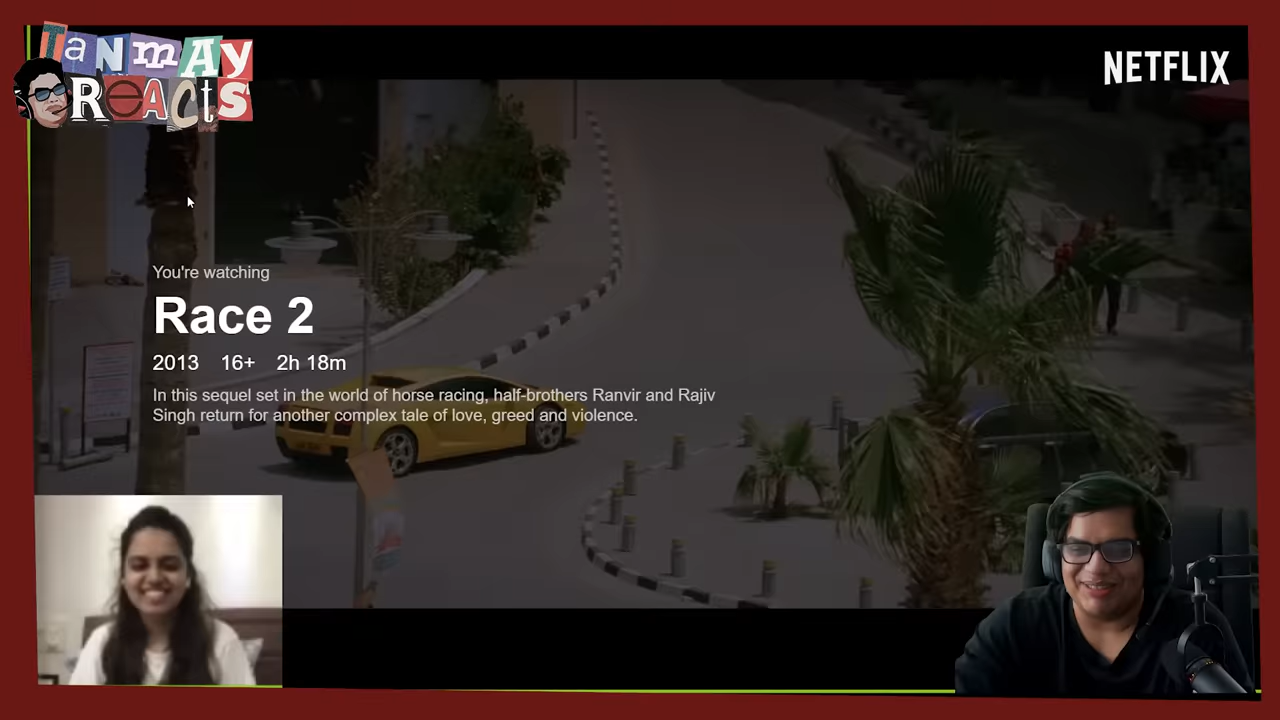 TaNmAy
REACtS
NETFLIX
You're watching
Race 2
2013 16+ 2h 18m
In this sequel set in the world of horse racing, half-brothers Ranvir and Rajiv
Singh return for another complex tale of love, greed and violence.